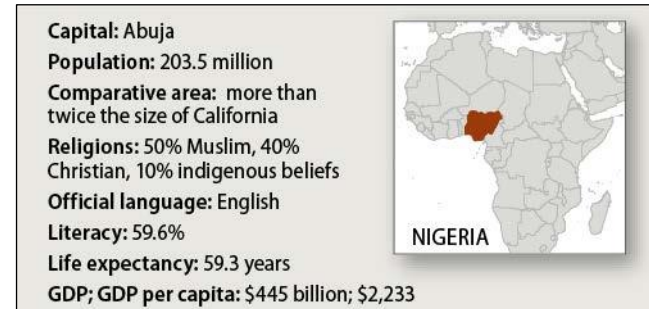 Capital: Abuja
Population: 203.5 million
Comparative area: more than
twice the size of California
Religions: 50% Muslim, 40%
Christian, 10% indigenous beliefs
Official language: English
Literacy: 59.6%
Life expectancy: 59.3 years
GDP; GDP per capita: $445 billion; $2,233
NIGERIA